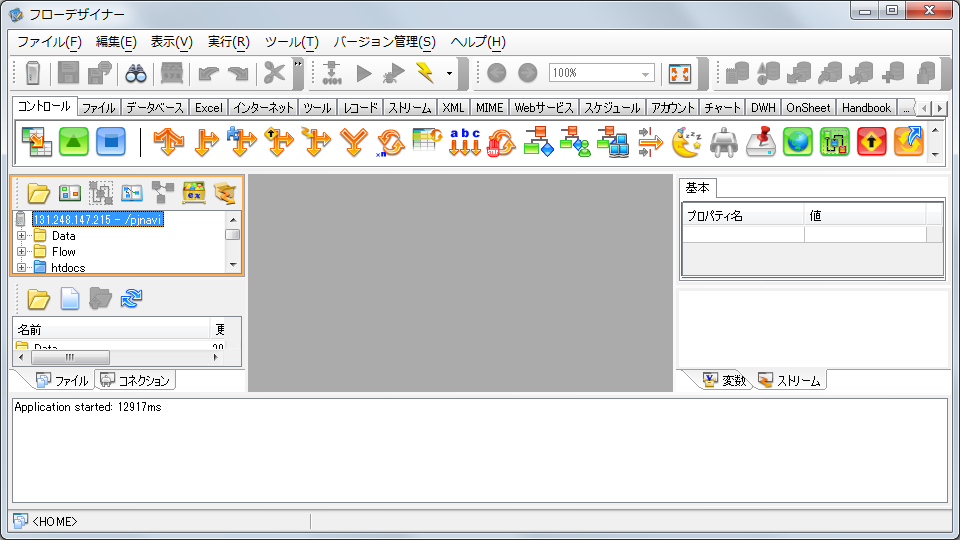 フローデザイナー
ファイル(F) 編集(E) 表示(V) 実行(R) ツール(T) バージョン管理(S) ヘルプ(H)
0101 100%
コントロール ファイル データベース Excel インターネット ツール レコード ストリーム XML MIME Webサービス スケジュール アカウント チャート DWH OnSheet Handbook ...
xn abc zzz
ex
131.248.147.215 - /pjnavi
Data
Flow
htdocs
名前 更
Data 20
ファイル コネクション
基本
プロパティ名 値
変数 ストリーム
Application started: 12917ms
<HOME>